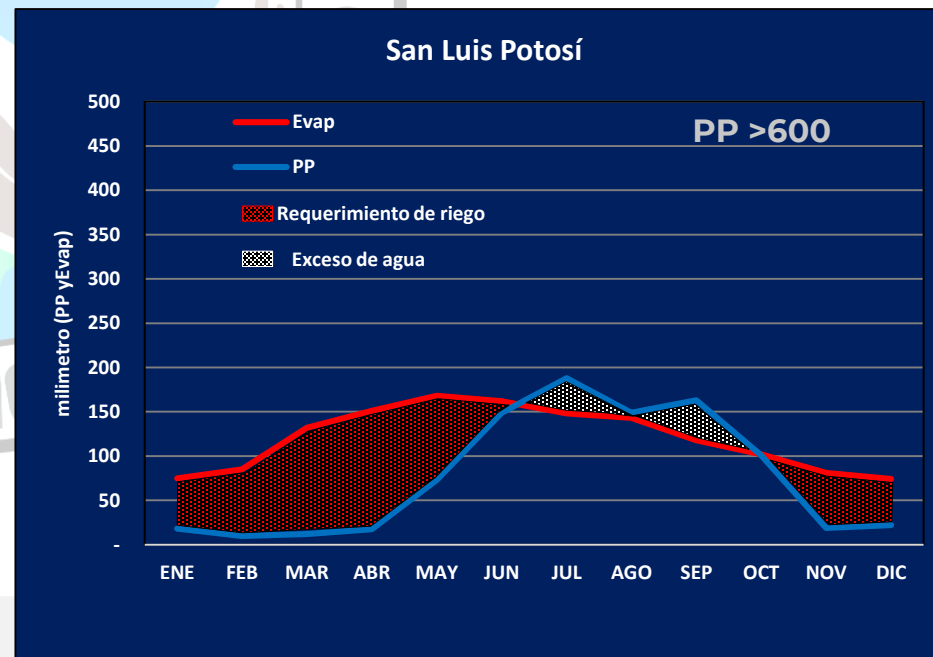 San Luis Potosí
PP >600
Evap
PP
Requerimiento de riego
Exceso de agua
milimetro (PP yEvap)
500
450
400
350
300
250
200
150
100
50
-
ENE FEB MAR ABR MAY JUN JUL AGO SEP OCT NOV DIC